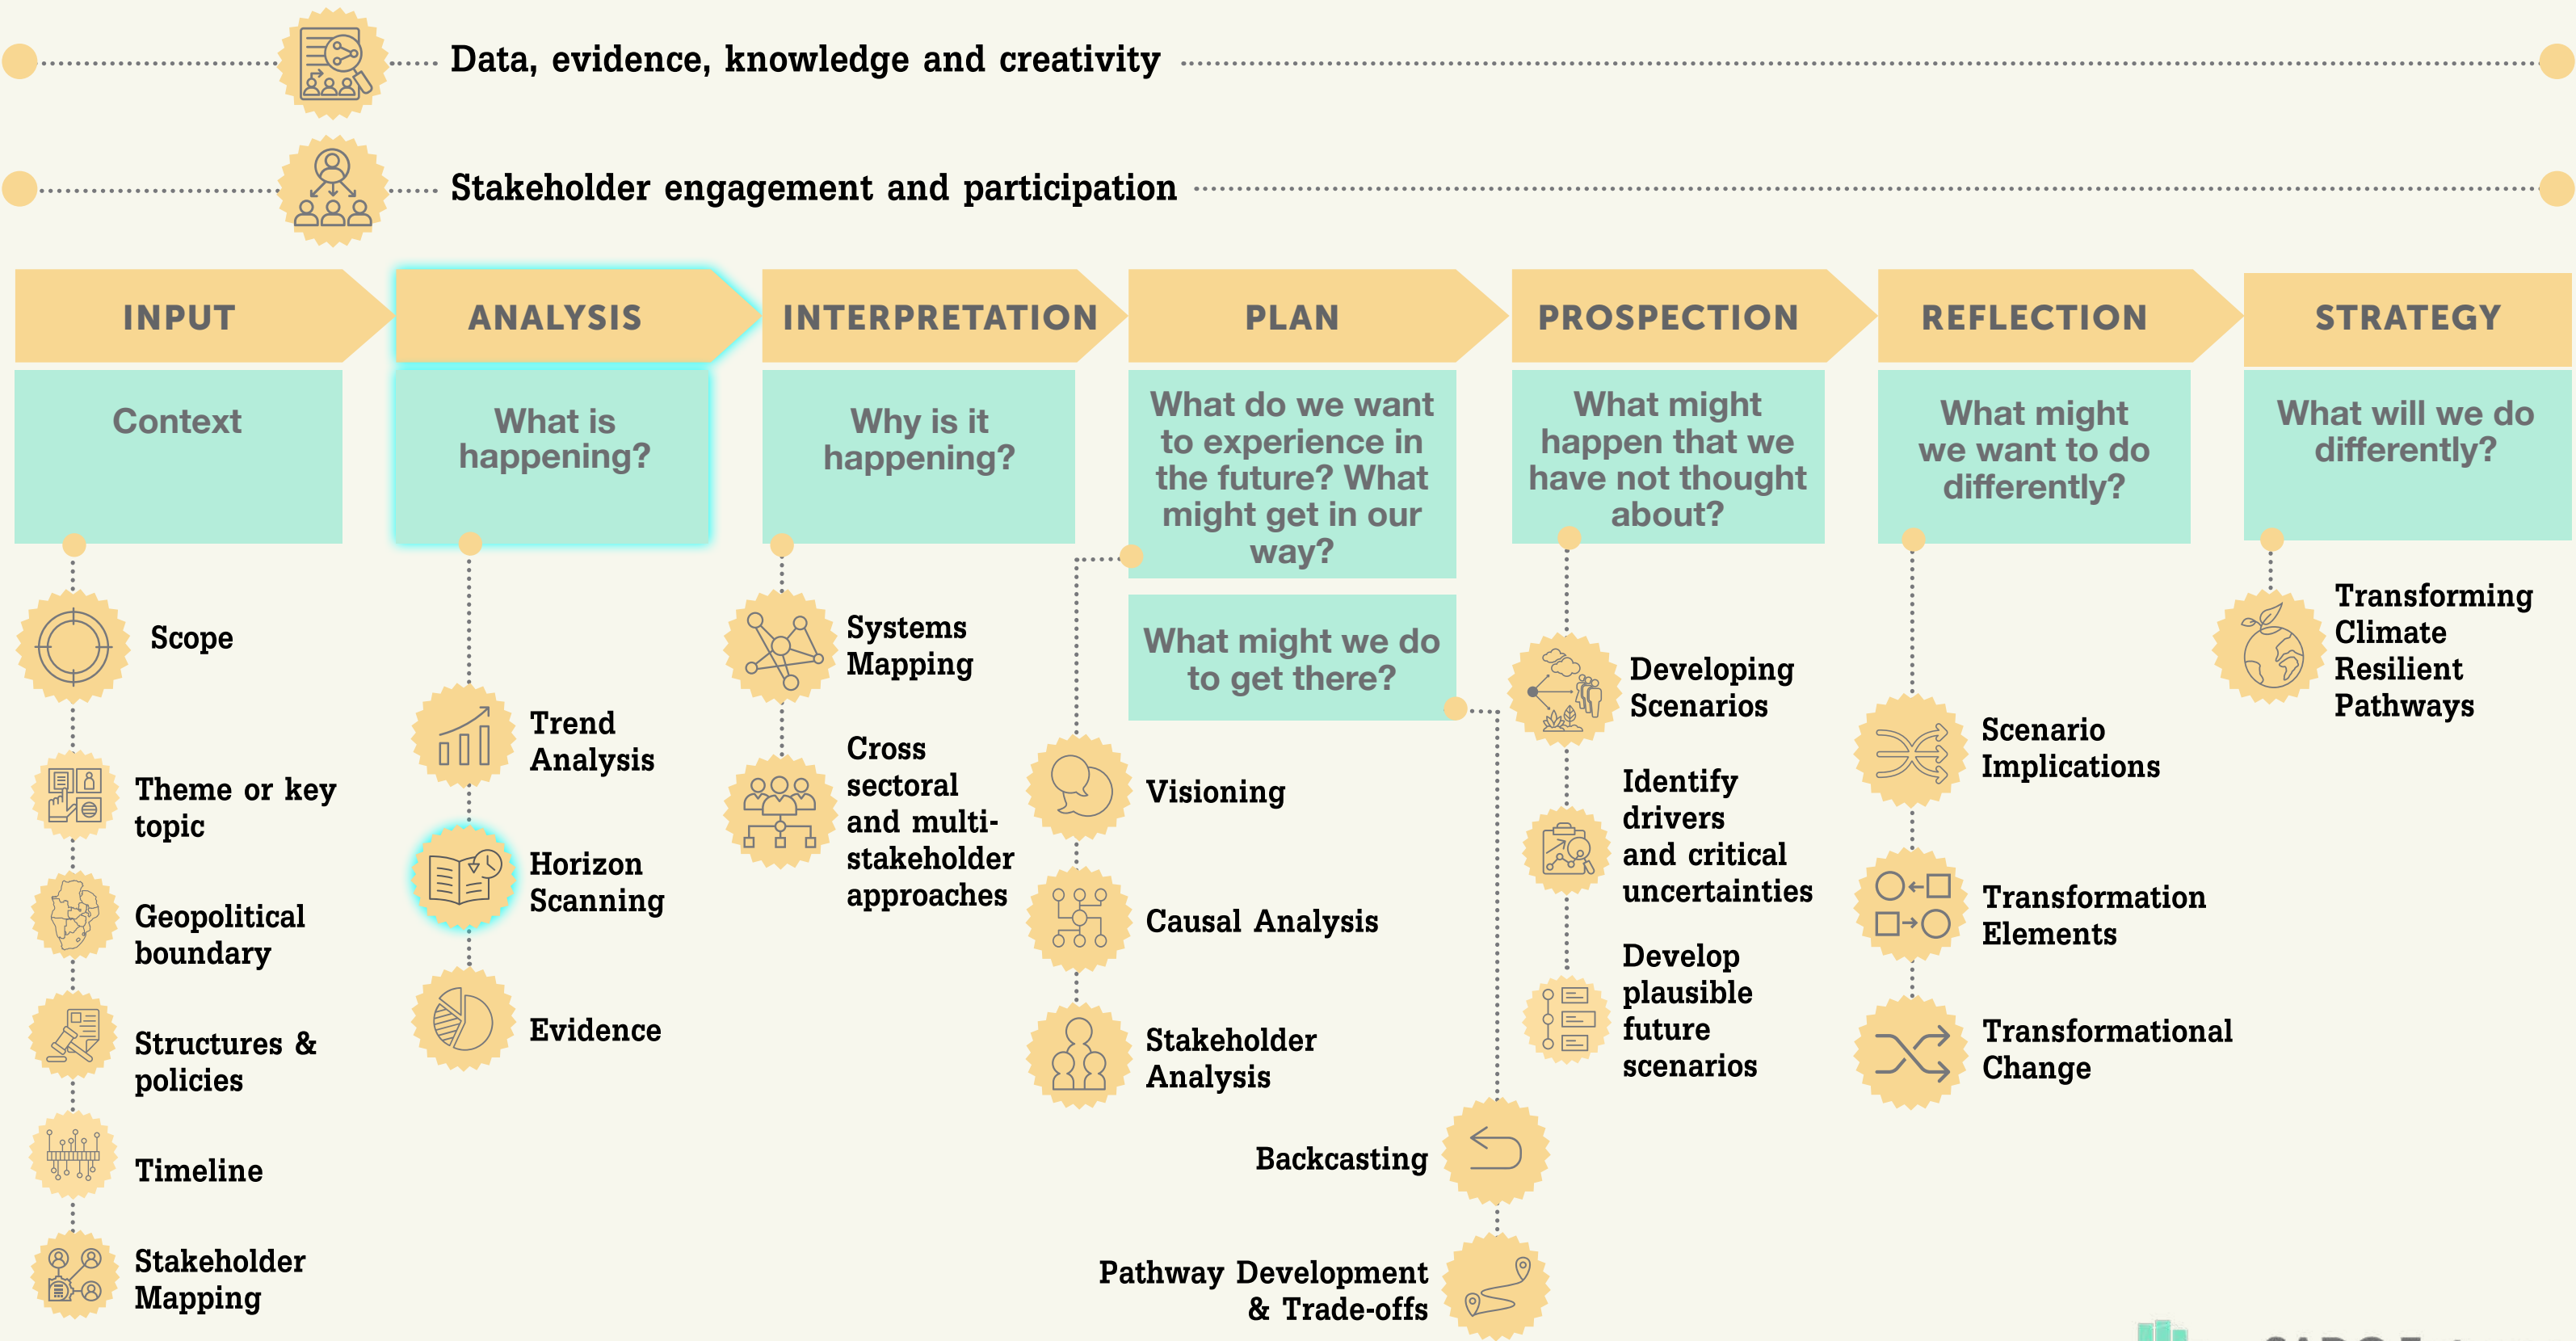 Data, evidence, knowledge and creativity
Stakeholder engagement and participation
INPUT
Context
Scope
Theme or key
topic
Geopolitical
boundary
Structures &
policies
Timeline
Stakeholder
Mapping
ANALYSIS
What is
happening?
Trend
Analysis
Horizon
Scanning
Evidence
INTERPRETATION
Why is it
happening?
Systems
Mapping
Cross
sectoral
and multi-
stakeholder
approaches
PLAN
What do we want
to experience in
the future? What
might get in our
way?
What might we do
to get there?
Visioning
Causal Analysis
Stakeholder
Analysis
Backcasting
Pathway Development
& Trade-offs
PROSPECTION
What might
happen that we
have not thought
about?
Developing
Scenarios
Identify
drivers
and critical
uncertainties
Develop
plausible
future
scenarios
REFLECTION
What might
we want to do
differently?
Scenario
Implications
Transformation
Elements
Transformational
Change
STRATEGY
What will we do
differently?
Transforming
Climate
Resilient
Pathways